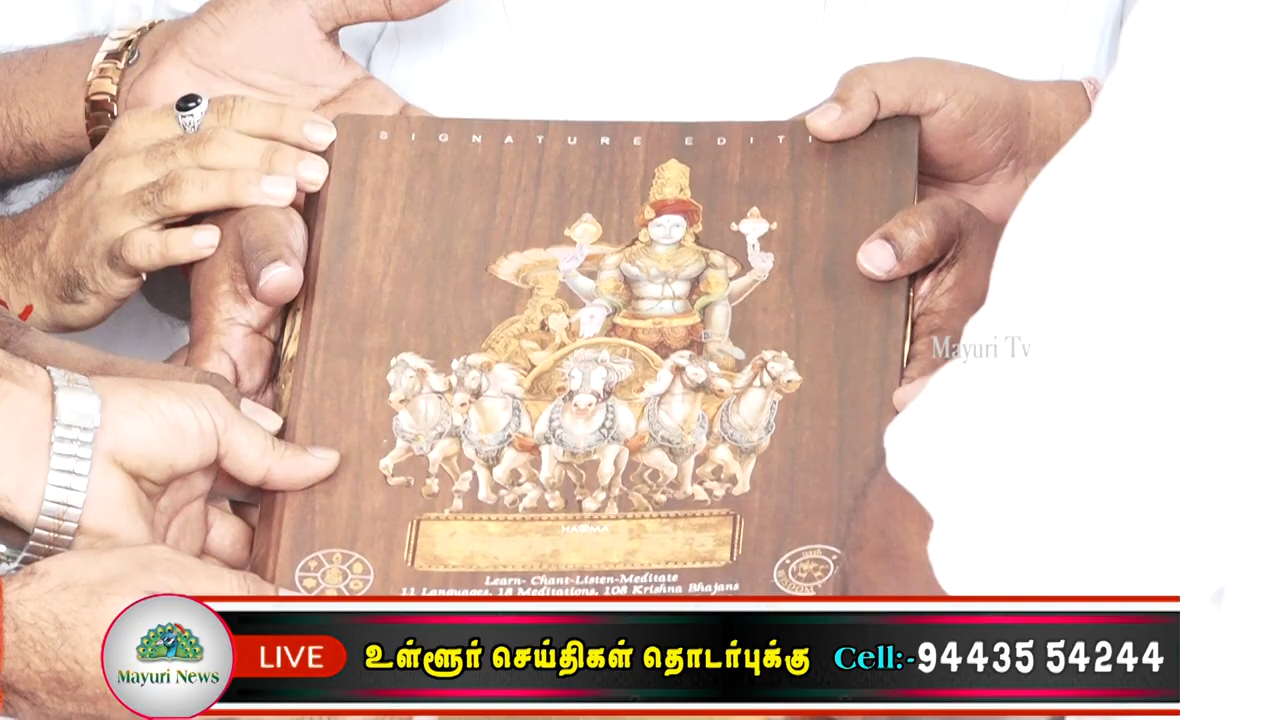 SIGNATURE EDITI
Mayuri Tv
Learn- Chant-Listen-Meditate
11 Languages, 18 Meditations, 108 Krishna Bhajans
WISDOM
Mayuri News
LIVE
உள்ளூர் செய்திகள் தொடர்புக்கு Cell:-94435 54244